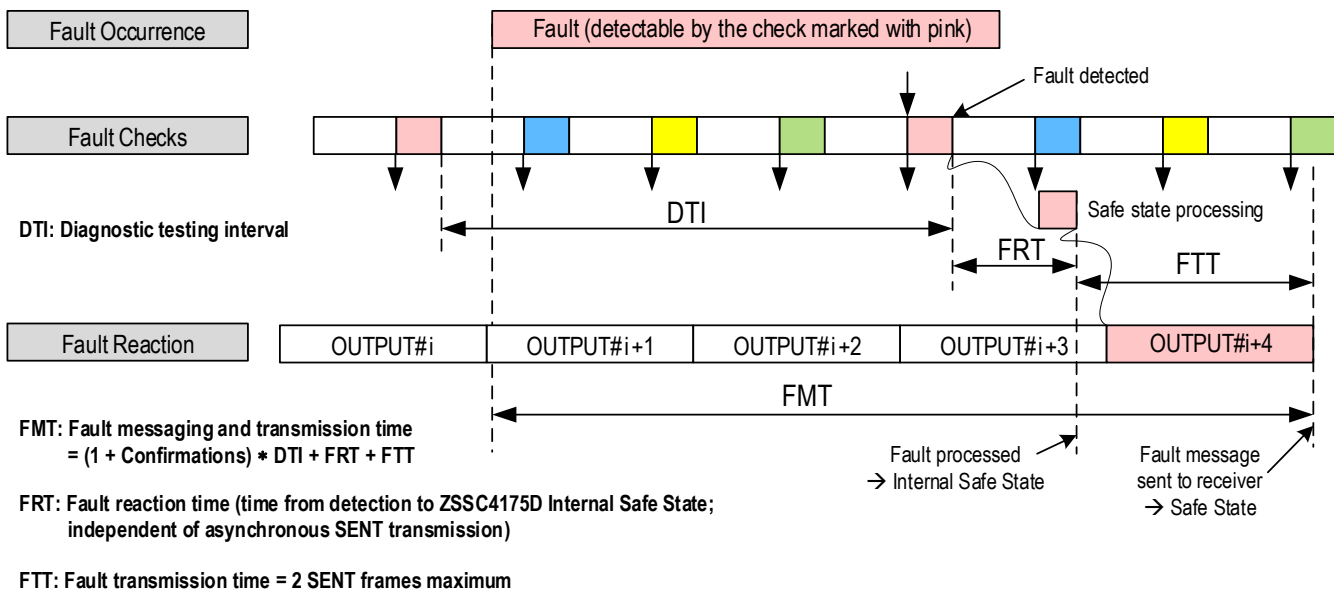 Fault Occurrence
Fault (detectable by the check marked with pink)
Fault detected
Fault Checks
DTI
Safe state processing
DTI: Diagnostic testing interval
FRT
FTT
Fault Reaction
OUTPUT#i
OUTPUT#i+1
OUTPUT#i+2
OUTPUT#i+3
OUTPUT#i+4
FMT
FMT: Fault messaging and transmission time
= (1 + Confirmations) * DTI + FRT + FTT
Fault processed
→ Internal Safe State
Fault message
sent to receiver
→ Safe State
FRT: Fault reaction time (time from detection to ZSSC4175D Internal Safe State;
independent of asynchronous SENT transmission)
FTT: Fault transmission time = 2 SENT frames maximum